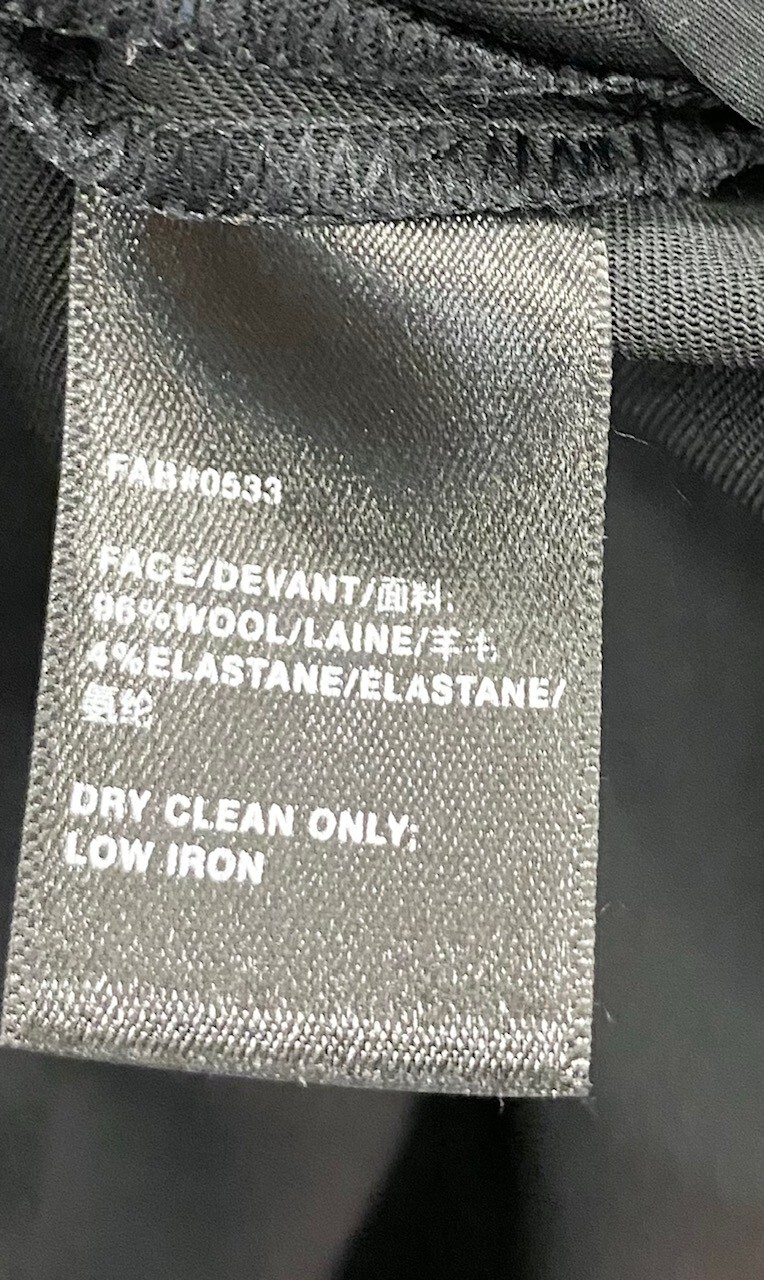 FAB#0533
FACE/DEVANT/面料:
96%WOOL/LAINE/羊毛
4%ELASTANE/ÉLASTANE/
氨纶
DRY CLEAN ONLY;
LOW IRON